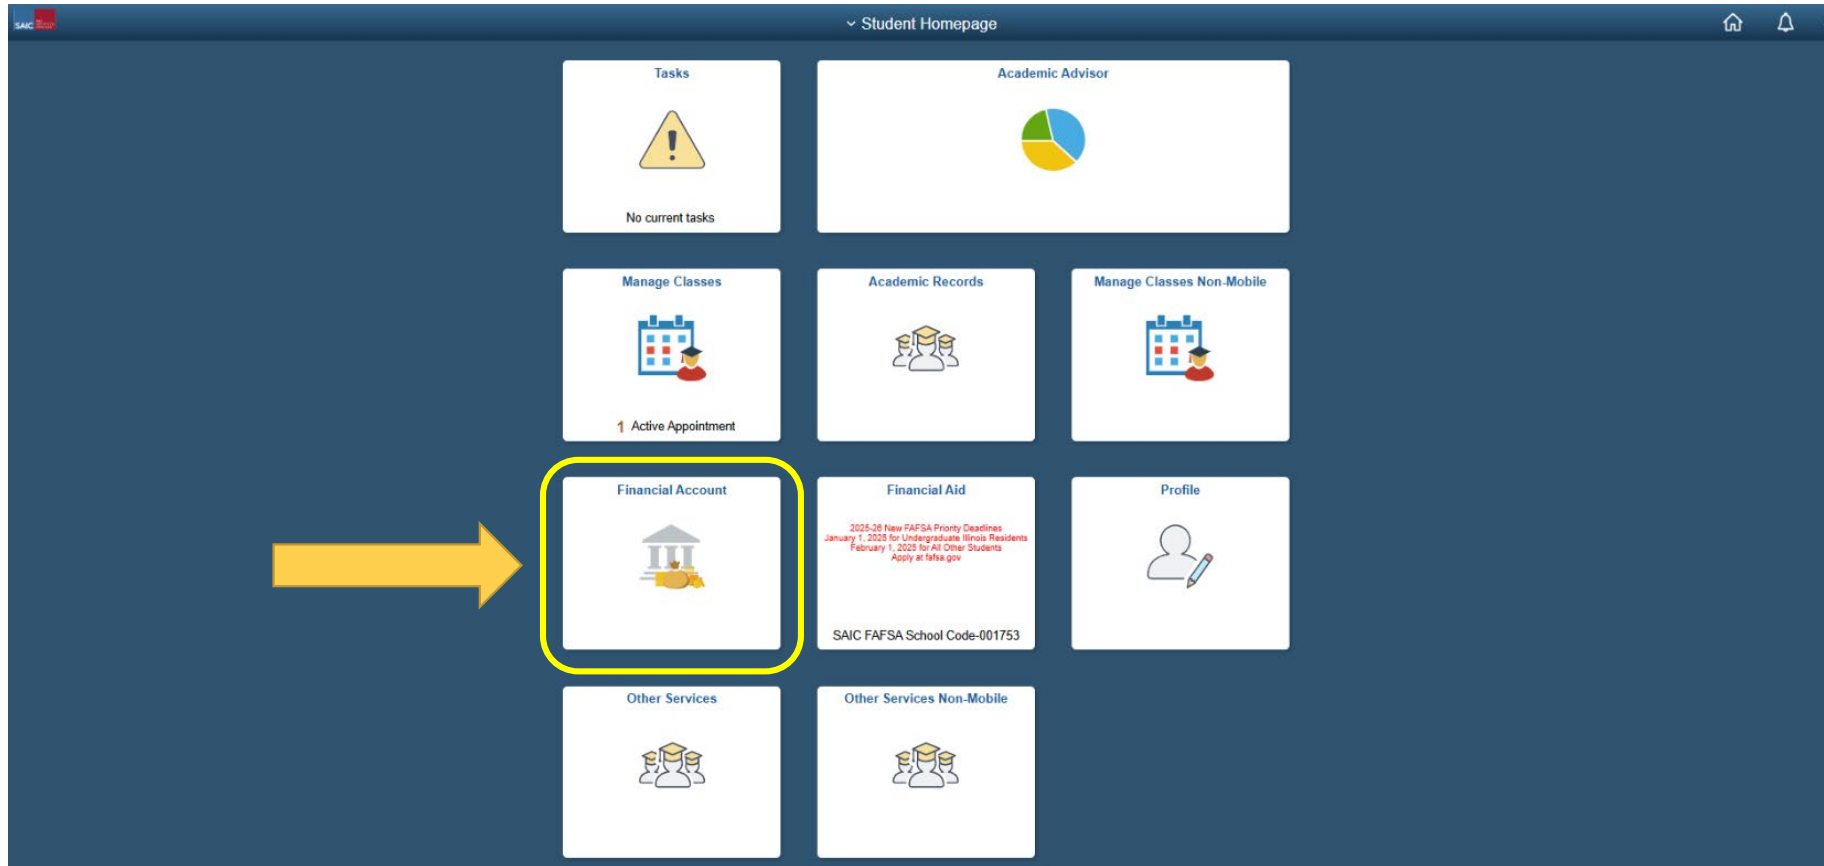 SAIC
Student Homepage
Tasks
No current tasks
Academic Advisor
Manage Classes
1 Active Appointment
Academic Records
Manage Classes Non-Mobile
Financial Account
Financial Aid
2025-26 New FAFSA Priority Deadlines
January 1, 2025 for Undergraduate Illinois Residents
February 1, 2025 for All Other Students
Apply at fafsa.gov
SAIC FAFSA School Code-001753
Profile
Other Services
Other Services Non-Mobile